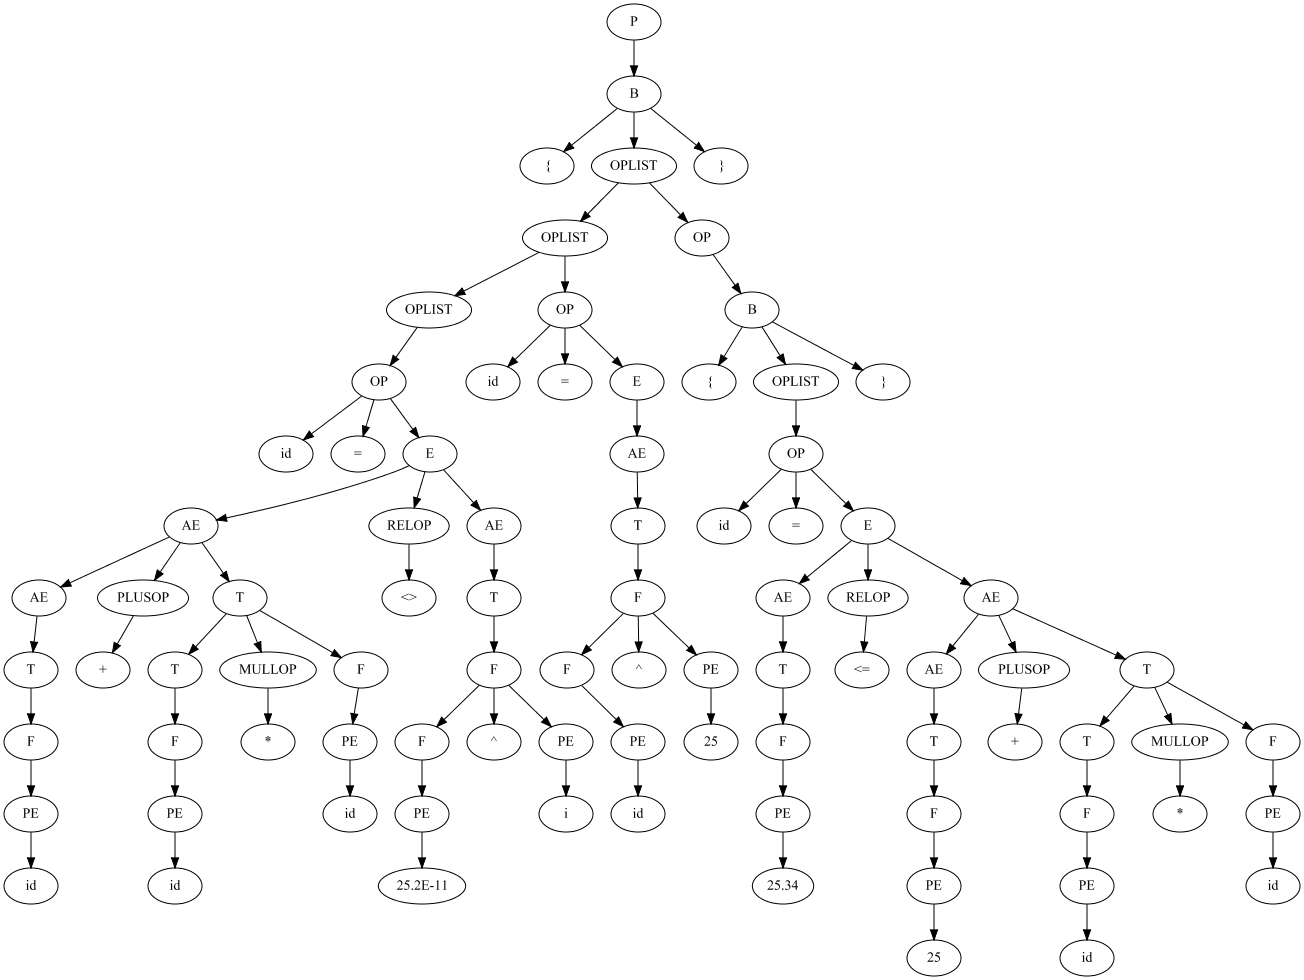 P
B
{ OPLIST }
OPLIST OP
OPLIST OP B
OP id = E { OPLIST }
id = E AE OP
AE RELOP AE T id = E
AE PLUSOP T <> T F AE RELOP AE
T + T MULLOP F F F ^ PE T <= AE PLUSOP T
F F * PE F ^ PE PE 25 F T + T MULLOP F
PE PE id PE i id PE F F * PE
id id 25.2E-11 25.34 PE PE id
25 id